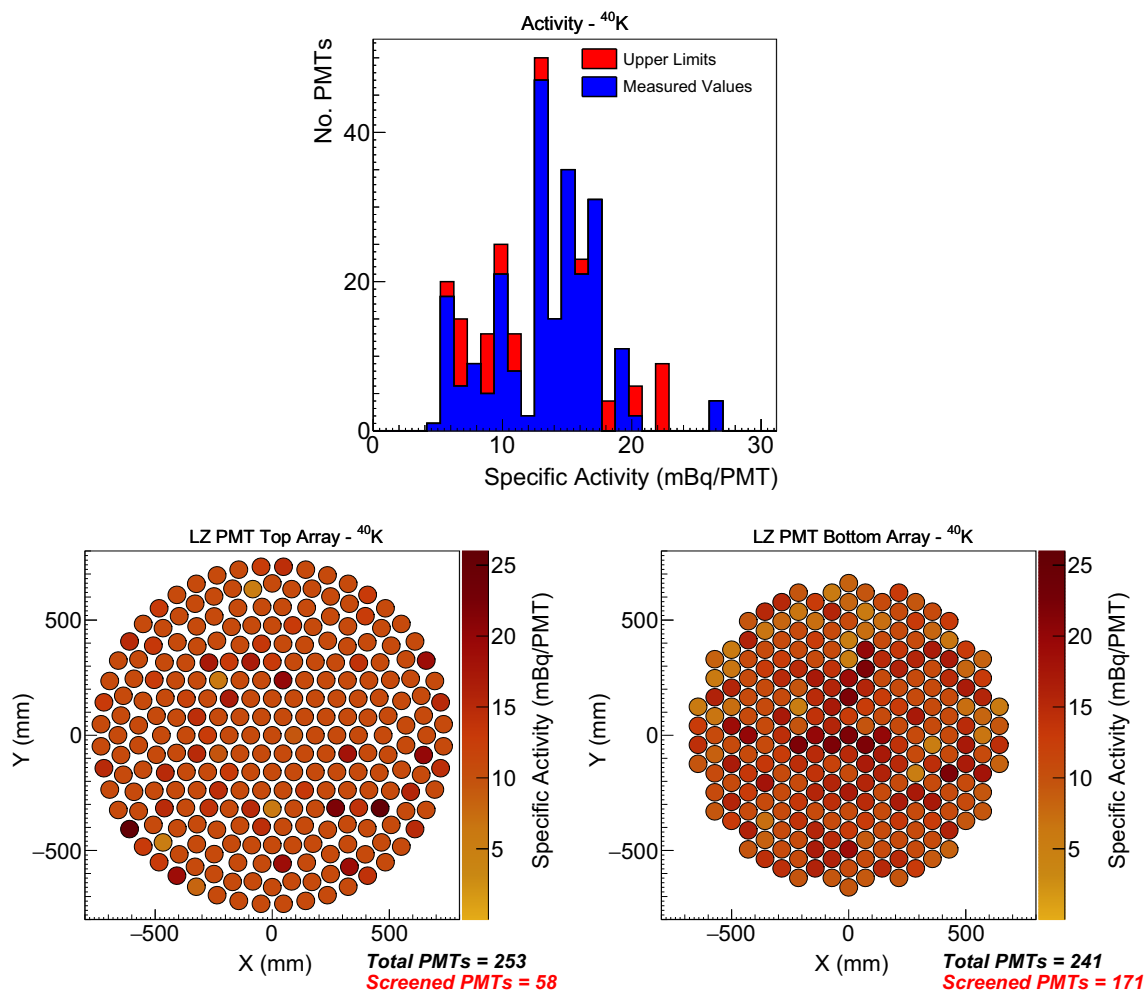 Activity - ⁴⁰K
No. PMTs
Upper Limits
Measured Values
40
20
0
0 10 20 30
Specific Activity (mBq/PMT)
LZ PMT Top Array - ⁴⁰K
Y (mm)
500
0
−500
−500 0 500
X (mm)
25
20
15
10
5
Specific Activity (mBq/PMT)
Total PMTs = 253
Screened PMTs = 58
LZ PMT Bottom Array - ⁴⁰K
Y (mm)
500
0
−500
−500 0 500
X (mm)
25
20
15
10
5
Specific Activity (mBq/PMT)
Total PMTs = 241
Screened PMTs = 171